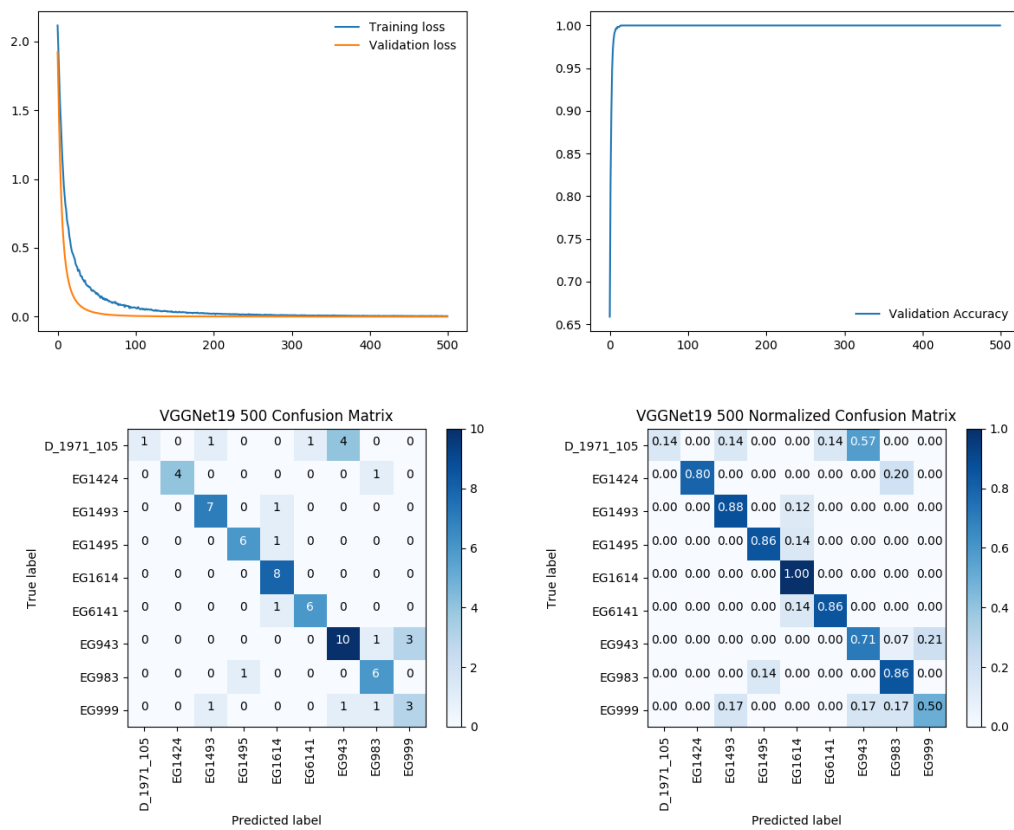 Training loss
Validation loss
2.0
1.5
1.0
0.5
0.0
0 100 200 300 400 500
1.00
0.95
0.90
0.85
0.80
0.75
0.70
0.65
Validation Accuracy
0 100 200 300 400 500
VGGNet19 500 Confusion Matrix
True label
D_1971_105 1 0 1 0 0 1 4 0 0
EG1424 0 4 0 0 0 0 0 1 0
EG1493 0 0 7 0 1 0 0 0 0
EG1495 0 0 0 6 1 0 0 0 0
EG1614 0 0 0 0 8 0 0 0 0
EG6141 0 0 0 0 1 6 0 0 0
EG943 0 0 0 0 0 0 10 1 3
EG983 0 0 0 1 0 0 0 6 0
EG999 0 0 1 0 0 0 1 1 3
D_1971_105 EG1424 EG1493 EG1495 EG1614 EG6141 EG943 EG983 EG999
Predicted label
10
8
6
4
2
0
VGGNet19 500 Normalized Confusion Matrix
True label
D_1971_105 0.14 0.00 0.14 0.00 0.00 0.14 0.57 0.00 0.00
EG1424 0.00 0.80 0.00 0.00 0.00 0.00 0.00 0.20 0.00
EG1493 0.00 0.00 0.88 0.00 0.12 0.00 0.00 0.00 0.00
EG1495 0.00 0.00 0.00 0.86 0.14 0.00 0.00 0.00 0.00
EG1614 0.00 0.00 0.00 0.00 1.00 0.00 0.00 0.00 0.00
EG6141 0.00 0.00 0.00 0.00 0.14 0.86 0.00 0.00 0.00
EG943 0.00 0.00 0.00 0.00 0.00 0.00 0.71 0.07 0.21
EG983 0.00 0.00 0.00 0.14 0.00 0.00 0.00 0.86 0.00
EG999 0.00 0.00 0.17 0.00 0.00 0.00 0.17 0.17 0.50
D_1971_105 EG1424 EG1493 EG1495 EG1614 EG6141 EG943 EG983 EG999
Predicted label
1.0
0.8
0.6
0.4
0.2
0.0